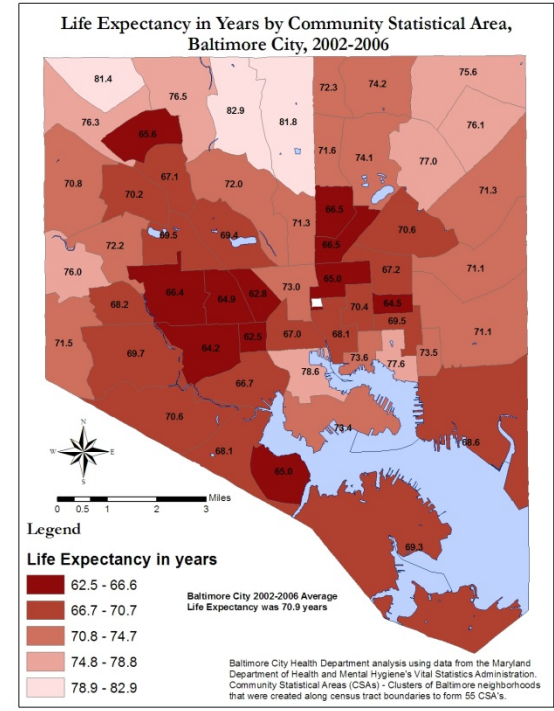 Life Expectancy in Years by Community Statistical Area,
Baltimore City, 2002-2006
81.4
76.5
82.9
81.8
72.3
74.2
75.6
76.3
65.6
71.6
74.1
77.0
76.1
70.8
70.2
67.1
72.0
71.3
66.5
71.3
72.2
69.5
69.4
66.5
70.6
76.0
66.4
64.9
62.8
73.0
65.0
67.2
71.1
68.2
64.5
70.4
71.5
69.7
64.2
62.5
67.0
68.1
69.5
71.1
66.7
73.6
77.6
73.5
78.6
70.6
73.4
68.6
68.1
65.0
69.3
N
W E
S
0 0.5 1 2 3 Miles
Legend
Life Expectancy in years
62.5 - 66.6
66.7 - 70.7
70.8 - 74.7
74.8 - 78.8
78.9 - 82.9
Baltimore City 2002-2006 Average
Life Expectancy was 70.9 years
Baltimore City Health Department analysis using data from the Maryland
Department of Health and Mental Hygiene's Vital Statistics Administration.
Community Statistical Areas (CSAs) - Clusters of Baltimore neighborhoods
that were created along census tract boundaries to form 55 CSA's.